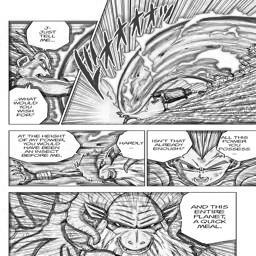 J-
JUST
TELL
ME...
...WHAT
WOULD
YOU
WISH
FOR?
AT THE HEIGHT
OF MY POWER,
YOU WOULD
HAVE BEEN
AN INSECT
BEFORE ME.
HARDLY.
ISN'T THAT
ALREADY
ENOUGH?
ALL THIS
POWER
YOU
POSSESS.
AND THIS
ENTIRE
PLANET,
A QUICK
MEAL.